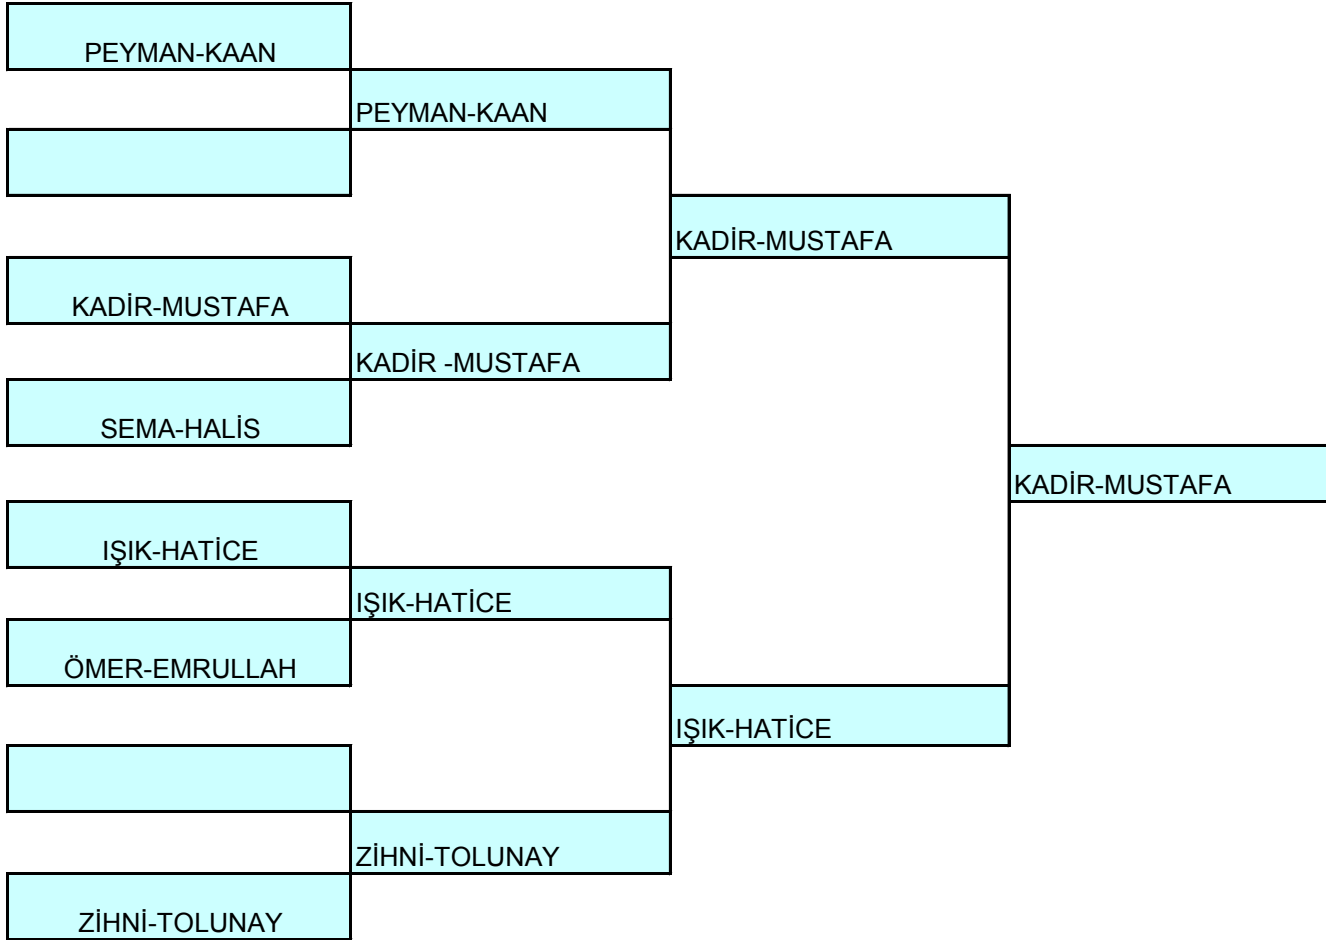 PEYMAN-KAAN
PEYMAN-KAAN
KADİR-MUSTAFA
KADİR-MUSTAFA
KADİR -MUSTAFA
SEMA-HALİS
KADİR-MUSTAFA
IŞIK-HATİCE
IŞIK-HATİCE
ÖMER-EMRULLAH
IŞIK-HATİCE
ZİHNİ-TOLUNAY
ZİHNİ-TOLUNAY